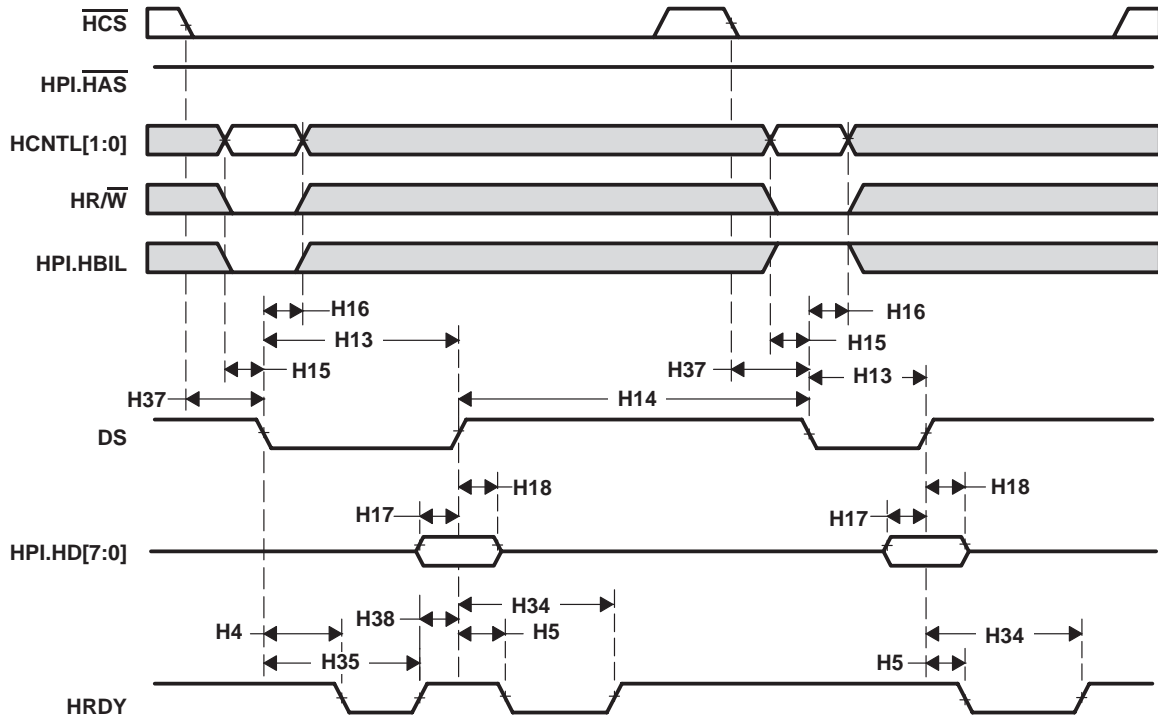 HCS
HPI.HAS
HCNTL[1:0]
HR/W
HPI.HBIL
H16
H16
H13
H15
H15
H37
H13
H37
H14
DS
H18
H18
H17
H17
HPI.HD[7:0]
H34
H38
H4
H5
H34
H35
H5
HRDY